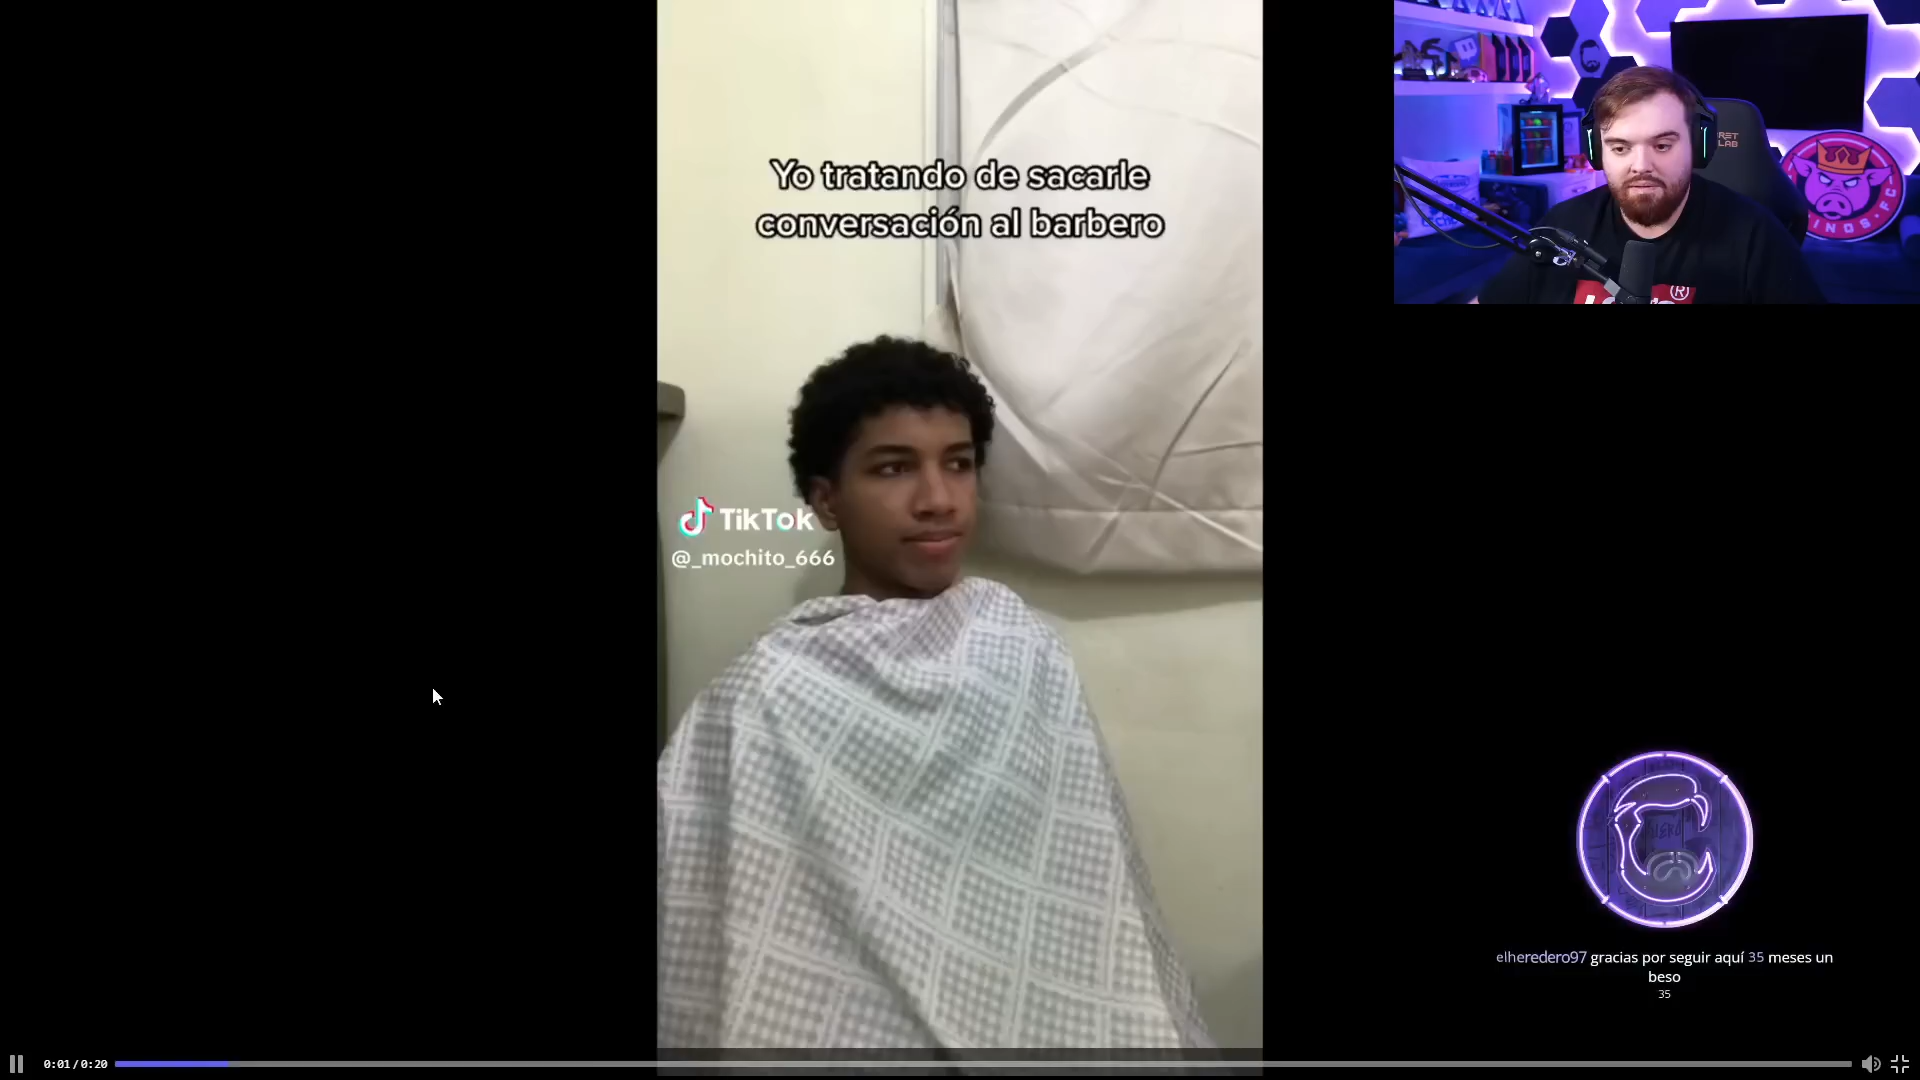 Yo tratando de sacarle
conversación al barbero
TikTok
@_mochito_666
elheredero97 gracias por seguir aquí 35 meses un
beso
35
0:01/0:20